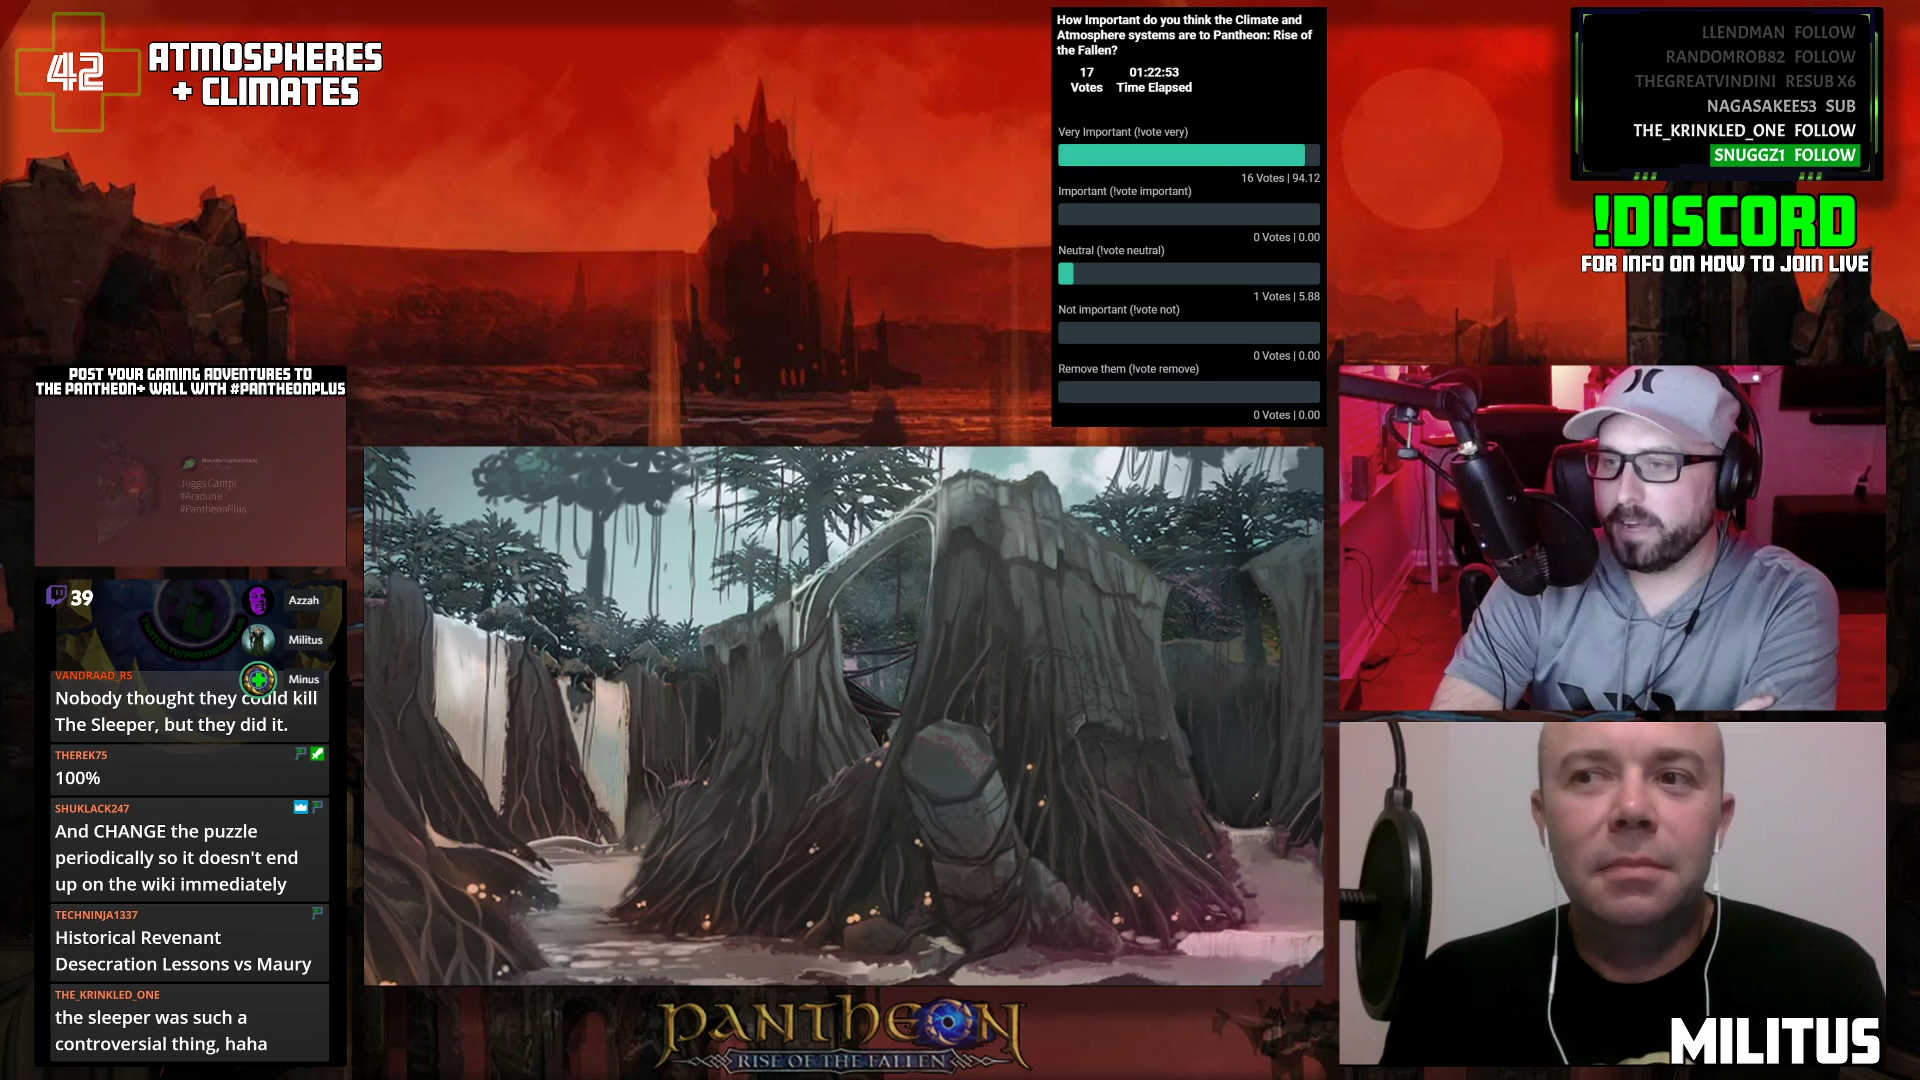 42
ATMOSPHERES
+ CLIMATES
How Important do you think the Climate and
Atmosphere systems are to Pantheon: Rise of
the Fallen?
17 01:22:53
Votes Time Elapsed
Very Important (!vote very)
16 Votes | 94.12
Important (!vote important)
0 Votes | 0.00
Neutral (!vote neutral)
1 Votes | 5.88
Not important (!vote not)
0 Votes | 0.00
Remove them (!vote remove)
0 Votes | 0.00
LLENDMAN FOLLOW
RANDOMROB82 FOLLOW
THEGREATVINDINI RESUB X6
NAGASAKEE53 SUB
THE_KRINKLED_ONE FOLLOW
SNUGGZ1 FOLLOW
!DISCORD
FOR INFO ON HOW TO JOIN LIVE
POST YOUR GAMING ADVENTURES TO
THE PANTHEON+ WALL WITH #PANTHEONPLUS
Juggs Camp!
#Aradune
#PantheonPlus
39
Azzah
Militus
Minus
VANDRAAD_RS
Nobody thought they could kill
The Sleeper, but they did it.
THEREK75
100%
SHUKLACK247
And CHANGE the puzzle
periodically so it doesn't end
up on the wiki immediately
TECHNINJA1337
Historical Revenant
Desecration Lessons vs Maury
THE_KRINKLED_ONE
the sleeper was such a
controversial thing, haha
PANTHEON
RISE OF THE FALLEN
MILITUS